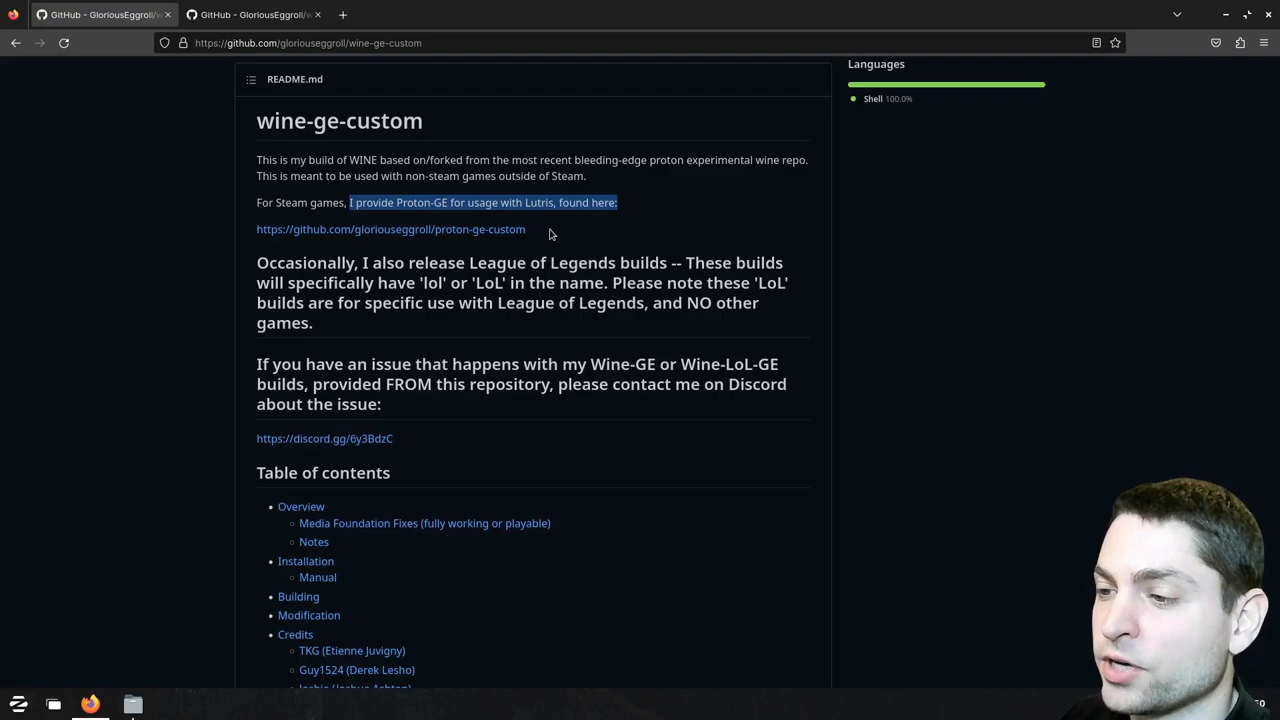 GitHub - GloriousEggroll/w
GitHub - GloriousEggroll/w
https://github.com/gloriouseggroll/wine-ge-custom
README.md
Languages
Shell 100.0%
wine-ge-custom
This is my build of WINE based on/forked from the most recent bleeding-edge proton experimental wine repo.
This is meant to be used with non-steam games outside of Steam.
For Steam games, I provide Proton-GE for usage with Lutris, found here:
https://github.com/gloriouseggroll/proton-ge-custom
Occasionally, I also release League of Legends builds -- These builds
will specifically have 'lol' or 'LoL' in the name. Please note these 'LoL'
builds are for specific use with League of Legends, and NO other
games.
If you have an issue that happens with my Wine-GE or Wine-LoL-GE
builds, provided FROM this repository, please contact me on Discord
about the issue:
https://discord.gg/6y3BdzC
Table of contents
Overview
Media Foundation Fixes (fully working or playable)
Notes
Installation
Manual
Building
Modification
Credits
TKG (Etienne Juvigny)
Guy1524 (Derek Lesho)
Joshie (Joshua Ashton)